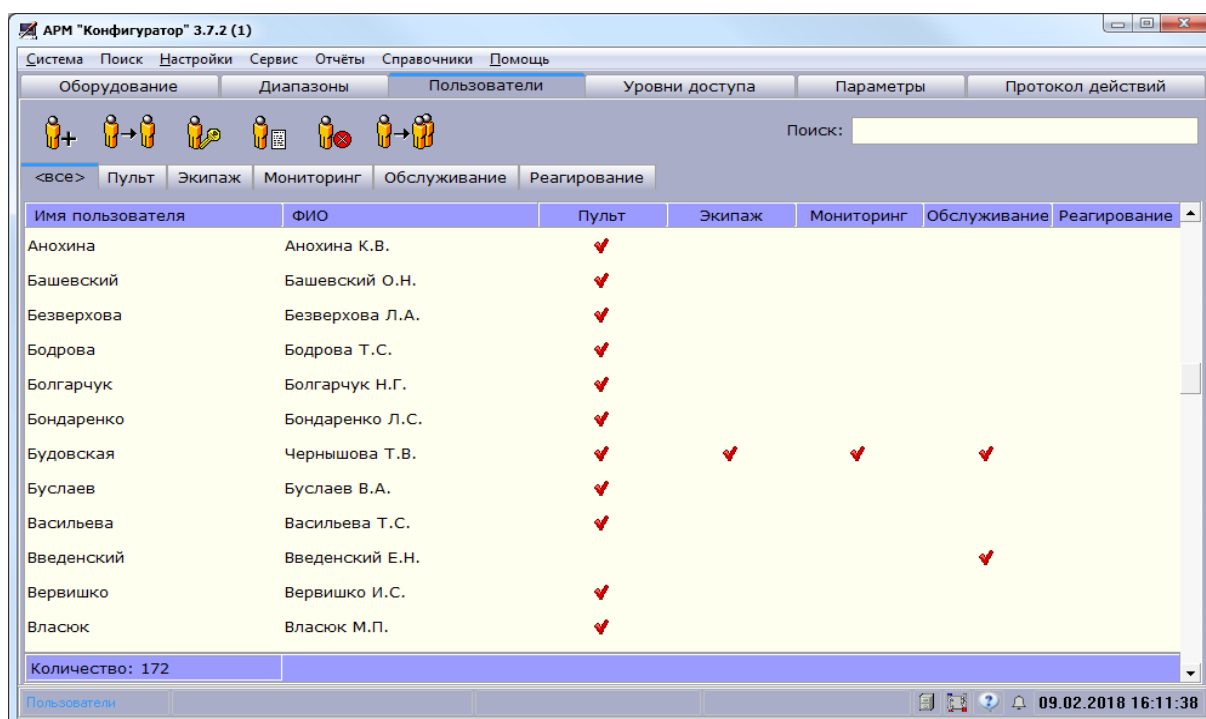 АРМ "Конфигуратор" 3.7.2 (1)
Система Поиск Настройки Сервис Отчёты Справочники Помощь
Оборудование Диапазоны Пользователи Уровни доступа Параметры Протокол действий
Поиск:
<все> Пульт Экипаж Мониторинг Обслуживание Реагирование
Имя пользователя ФИО Пульт Экипаж Мониторинг Обслуживание Реагирование
Анохина Анохина К.В.
Башевский Башевский О.Н.
Безверхова Безверхова Л.А.
Бодрова Бодрова Т.С.
Болгарчук Болгарчук Н.Г.
Бондаренко Бондаренко Л.С.
Будовская Чернышова Т.В.
Буслаев Буслаев В.А.
Васильева Васильева Т.С.
Введенский Введенский Е.Н.
Вервишко Вервишко И.С.
Власюк Власюк М.П.
Количество: 172
Пользователи 09.02.2018 16:11:38